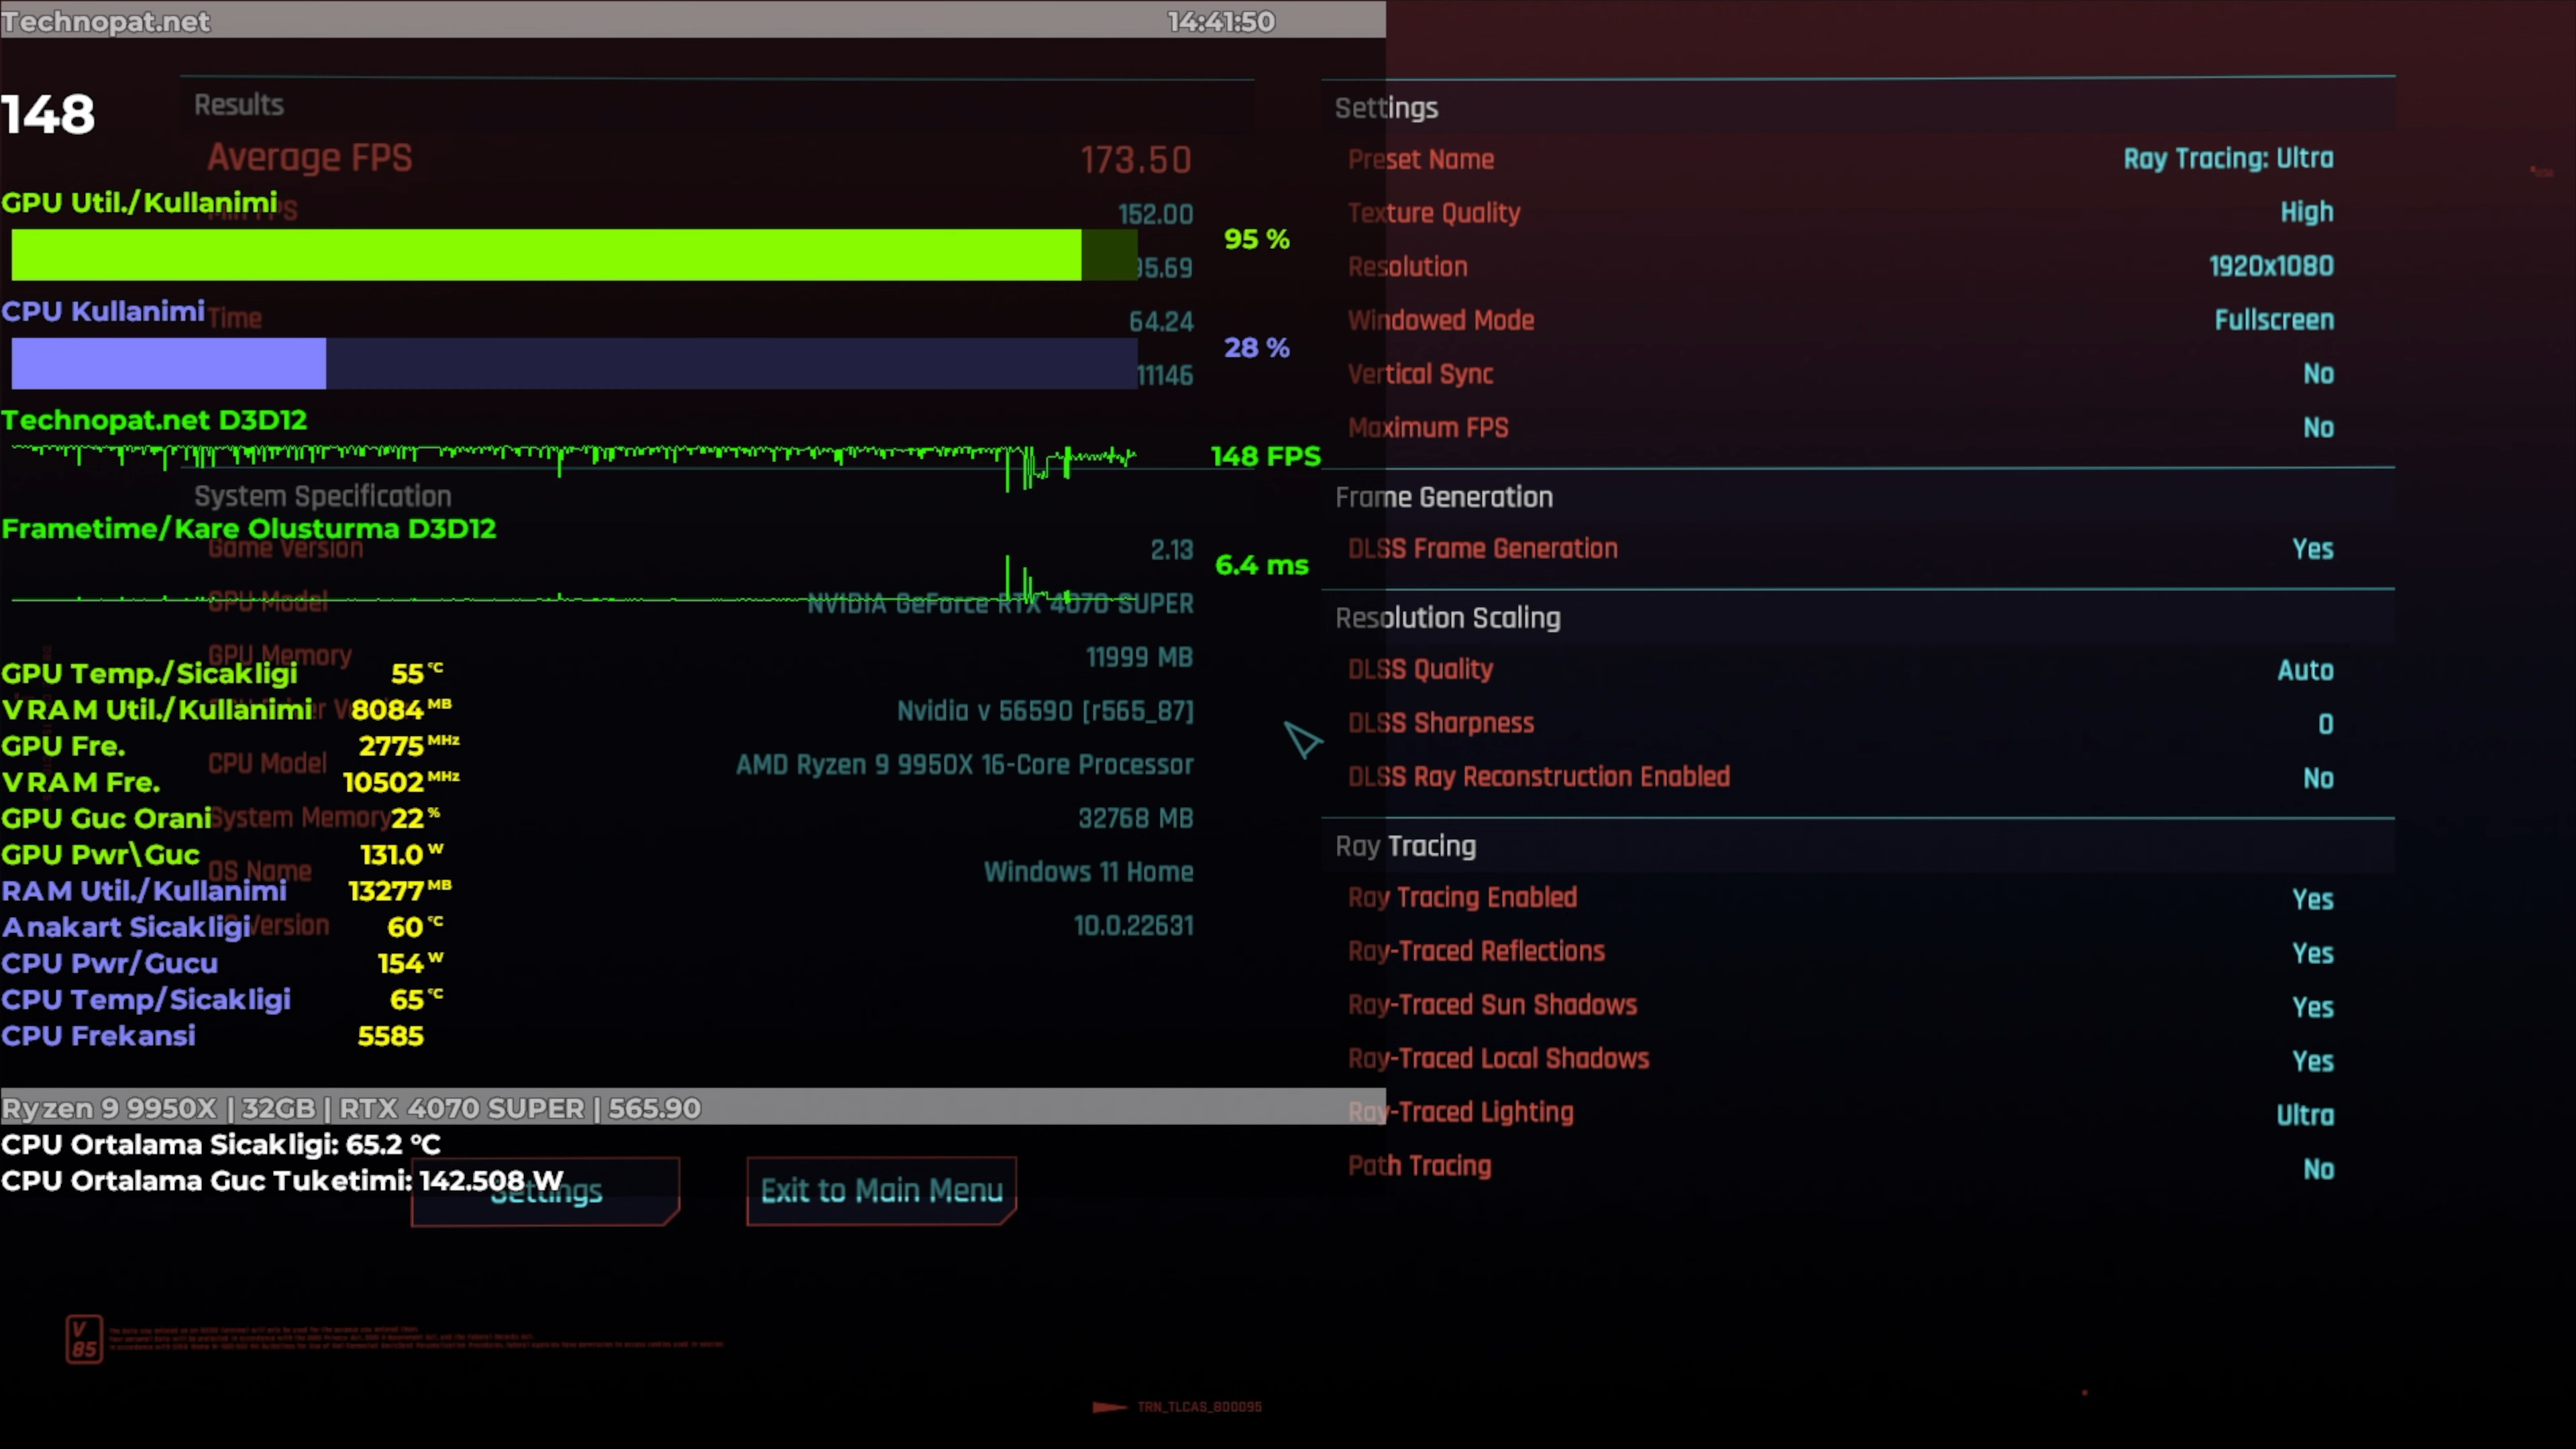 Technopat.net 14:41:50
148
Results
Average FPS 173.50
GPU Util./Kullanimi 95 %
152.00
CPU Kullanimi 28 %
Time 64.24
11146
Technopat.net D3D12 148 FPS
System Specification
Frametime/Kare Olusturma D3D12 6.4 ms
Game Version 2.13
GPU Model NVIDIA GeForce RTX 4070 SUPER
GPU Memory 11999 MB
Nvidia v 56590 [r565_87]
CPU Model AMD Ryzen 9 9950X 16-Core Processor
System Memory 32768 MB
OS Name Windows 11 Home
Version 10.0.22631
GPU Temp./Sicakligi 55 °C
VRAM Util./Kullanimi 8084 MB
GPU Fre. 2775 MHz
VRAM Fre. 10502 MHz
GPU Guc Orani 22 %
GPU Pwr\Guc 131.0 W
RAM Util./Kullanimi 13277 MB
Anakart Sicakligi 60 °C
CPU Pwr/Gucu 154 W
CPU Temp/Sicakligi 65 °C
CPU Frekansi 5585
Ryzen 9 9950X | 32GB | RTX 4070 SUPER | 565.90
CPU Ortalama Sicakligi: 65.2 °C
CPU Ortalama Guc Tuketimi: 142.508 W
Settings
Exit to Main Menu
Settings
Preset Name Ray Tracing: Ultra
Texture Quality High
Resolution 1920x1080
Windowed Mode Fullscreen
Vertical Sync No
Maximum FPS No
Frame Generation
DLSS Frame Generation Yes
Resolution Scaling
DLSS Quality Auto
DLSS Sharpness 0
DLSS Ray Reconstruction Enabled No
Ray Tracing
Ray Tracing Enabled Yes
Ray-Traced Reflections Yes
Ray-Traced Sun Shadows Yes
Ray-Traced Local Shadows Yes
Ray-Traced Lighting Ultra
Path Tracing No
V
85
TRN_TLCAS_800095